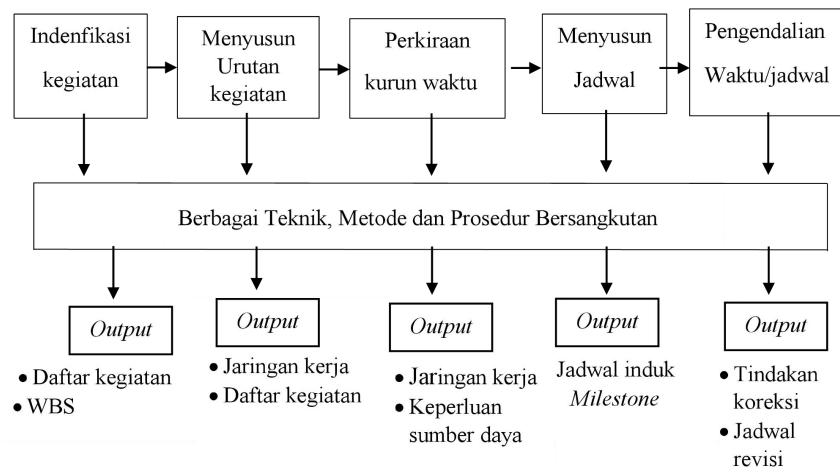 Indenfikasi
kegiatan
Menyusun
Urutan
kegiatan
Perkiraan
kurun waktu
Menyusun
Jadwal
Pengendalian
Waktu/jadwal
Berbagai Teknik, Metode dan Prosedur Bersangkutan
Output
• Daftar kegiatan
• WBS
Output
• Jaringan kerja
• Daftar kegiatan
Output
• Jaringan kerja
• Keperluan
sumber daya
Output
Jadwal induk
Milestone
Output
• Tindakan
koreksi
• Jadwal
revisi